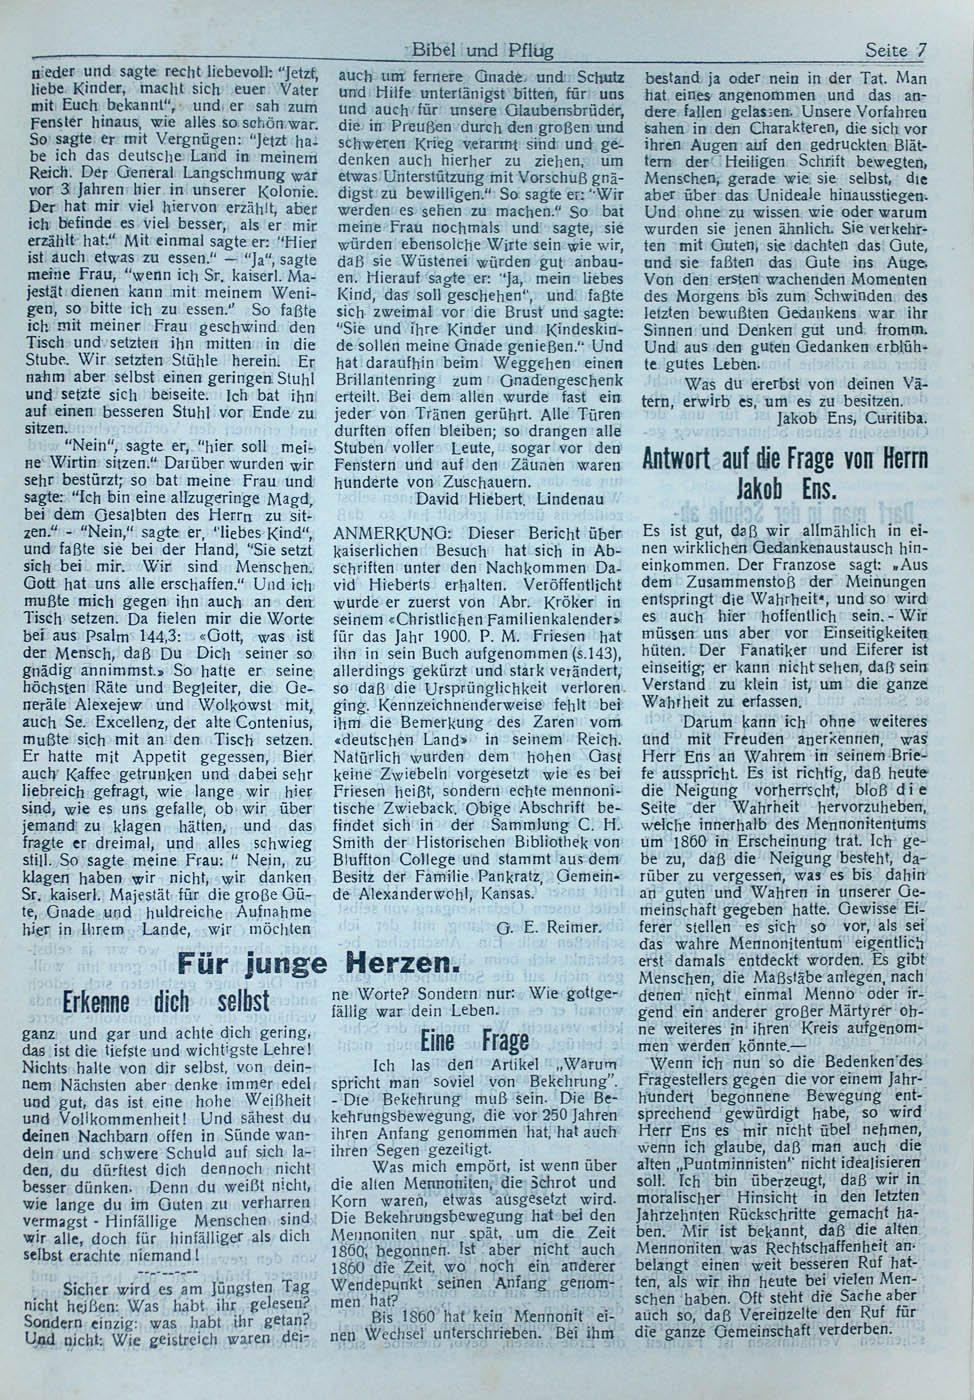 Bibel und Pflug
Seite 7
nieder und sagte recht liebevoll: "Jetzt,
liebe Kinder, macht sich euer Vater
mit Euch bekannt", und er sah zum
Fenster hinaus, wie alles so schön war.
So sagte er mit Vergnügen: "Jetzt ha-
be ich das deutsche Land in meinem
Reich. Der General Langschmung war
vor 3 Jahren hier in unserer Kolonie.
Der hat mir viel hiervon erzählt, aber
ich befinde es viel besser, als er mir
erzählt hat." Mit einmal sagte er: "Hier
ist auch etwas zu essen." — "Ja", sagte
meine Frau, "wenn ich Sr. kaiserl. Ma-
jestät dienen kann mit meinem Weni-
gen, so bitte ich zu essen." So faßte
ich mit meiner Frau geschwind den
Tisch und setzten ihn mitten in die
Stube. Wir setzten Stühle herein. Er
nahm aber selbst einen geringen Stuhl
und setzte sich beiseite. Ich bat ihn
auf einen besseren Stuhl vor Ende zu
sitzen.
"Nein", sagte er, "hier soll mei-
ne Wirtin sitzen." Darüber wurden wir
sehr bestürzt; so bat meine Frau und
sagte: "Ich bin eine allzugeringe Magd,
bei dem Gesalbten des Herrn zu sit-
zen." - "Nein," sagte er, "liebes Kind",
und faßte sie bei der Hand, "Sie setzt
sich bei mir. Wir sind Menschen.
Gott hat uns alle erschaffen." Und ich
mußte mich gegen ihn auch an den
Tisch setzen. Da fielen mir die Worte
bei aus Psalm 144,3: «Gott, was ist
der Mensch, daß Du Dich seiner so
gnädig annimmst.» So hatte er seine
höchsten Räte und Begleiter, die Ge-
neräle Alexejew und Wolkowst mit,
auch Se. Excellenz, der alte Contenius,
mußte sich mit an den Tisch setzen.
Er hatte mit Appetit gegessen, Bier
auch Kaffee getrunken und dabei sehr
liebreich gefragt, wie lange wir hier
sind, wie es uns gefalle, ob wir über
jemand zu klagen hätten, und das
fragte er dreimal, und alles schwieg
still. So sagte meine Frau: " Nein, zu
klagen haben wir nicht, wir danken
Sr. kaiserl. Majestät für die große Gü-
te, Gnade und huldreiche Aufnahme
hier in Ihrem Lande, wir möchten
auch um fernere Gnade und Schutz
und Hilfe untertänigst bitten, für uns
und auch für unsere Glaubensbrüder,
die in Preußen durch den großen und
schweren Krieg verarmt sind und ge-
denken auch hierher zu ziehen, um
etwas Unterstützung mit Vorschuß gnä-
digst zu bewilligen." So sagte er: "Wir
werden es sehen zu machen." So bat
meine Frau nochmals und sagte, sie
würden ebensolche Wirte sein wie wir,
daß sie Wüstenei würden gut anbau-
en. Hierauf sagte er: "Ja, mein liebes
Kind, das soll geschehen", und faßte
sich zweimal vor die Brust und sagte:
"Sie und ihre Kinder und Kindeskin-
de sollen meine Gnade genießen." Und
hat daraufhin beim Weggehen einen
Brillantenring zum Gnadengeschenk
erteilt. Bei dem allen wurde fast ein
jeder von Tränen gerührt. Alle Türen
durften offen bleiben; so drangen alle
Stuben voller Leute, sogar vor den
Fenstern und auf den Zäunen waren
hunderte von Zuschauern.
David Hiebert, Lindenau
ANMERKUNG: Dieser Bericht über
kaiserlichen Besuch hat sich in Ab-
schriften unter den Nachkommen Da-
vid Hieberts erhalten. Veröffentlicht
wurde er zuerst von Abr. Kröker in
seinem «Christlichen Familienkalender»
für das Jahr 1900. P. M. Friesen hat
ihn in sein Buch aufgenommen (s.143),
allerdings gekürzt und stark verändert,
so daß die Ursprünglichkeit verloren
ging. Kennzeichnenderweise fehlt bei
ihm die Bemerkung des Zaren vom
«deutschen Land» in seinem Reich.
Natürlich wurden dem hohen Gast
keine Zwiebeln vorgesetzt wie es bei
Friesen heißt, sondern echte mennoni-
tische Zwieback. Obige Abschrift be-
findet sich in der Sammlung C. H.
Smith der Historischen Bibliothek von
Bluffton College und stammt aus dem
Besitz der Familie Pankratz, Gemein-
de Alexanderwohl, Kansas.
G. E. Reimer.
Für junge Herzen.
Erkenne dich selbst
ganz und gar und achte dich gering,
das ist die tiefste und wichtigste Lehre!
Nichts halte von dir selbst, von dein-
nem Nächsten aber denke immer edel
und gut, das ist eine hohe Weißheit
und Vollkommenheit! Und sähest du
deinen Nachbarn offen in Sünde wan-
deln und schwere Schuld auf sich la-
den, du dürftest dich dennoch nicht
besser dünken. Denn du weißt nicht,
wie lange du im Guten zu verharren
vermagst - Hinfällige Menschen sind
wir alle, doch für hinfälliger als dich
selbst erachte niemand!
---------
Sicher wird es am Jüngsten Tag
nicht heißen: Was habt ihr gelesen?
Sondern einzig: was habt ihr getan?
Und nicht: Wie geistreich waren dei-
ne Worte? Sondern nur: Wie gottge-
fällig war dein Leben.
Eine Frage
Ich las den Artikel „Warum
spricht man soviel von Bekehrung".
- Die Bekehrung muß sein. Die Be-
kehrungsbewegung, die vor 250 Jahren
ihren Anfang genommen hat, hat auch
ihren Segen gezeitigt.
Was mich empört, ist wenn über
die alten Mennoniten, die Schrot und
Korn waren, etwas ausgesetzt wird.
Die Bekehrungsbewegung hat bei den
Mennoniten nur spät, um die Zeit
1860, begonnen. Ist aber nicht auch
1860 die Zeit, wo noch ein anderer
Wendepunkt seinen Anfang genom-
men hat?
Bis 1860 hat kein Mennonit ei-
nen Wechsel unterschrieben. Bei ihm
bestand ja oder nein in der Tat. Man
hat eines angenommen und das an-
dere fallen gelassen. Unsere Vorfahren
sahen in den Charakteren, die sich vor
ihren Augen auf den gedruckten Blät-
tern der Heiligen Schrift bewegten,
Menschen, gerade wie sie selbst, die
aber über das Unideale hinausstiegen.
Und ohne zu wissen wie oder warum
wurden sie jenen ähnlich. Sie verkehr-
ten mit Guten, sie dachten das Gute,
und sie faßten das Gute ins Auge.
Von den ersten wachenden Momenten
des Morgens bis zum Schwinden des
letzten bewußten Gedankens war ihr
Sinnen und Denken gut und fromm.
Und aus den guten Gedanken erblüh-
te gutes Leben.
Was du ererbst von deinen Vä-
tern, erwirb es, um es zu besitzen.
Jakob Ens, Curitiba.
Antwort auf die Frage von Herrn
Jakob Ens.
Es ist gut, daß wir allmählich in ei-
nen wirklichen Gedankenaustausch hin-
einkommen. Der Franzose sagt: „Aus
dem Zusammenstoß der Meinungen
entspringt die Wahrheit", und so wird
es auch hier hoffentlich sein. - Wir
müssen uns aber vor Einseitigkeiten
hüten. Der Fanatiker und Eiferer ist
einseitig; er kann nicht sehen, daß sein
Verstand zu klein ist, um die ganze
Wahrheit zu erfassen.
Darum kann ich ohne weiteres
und mit Freuden anerkennen, was
Herr Ens an Wahrem in seinem Brie-
fe ausspricht. Es ist richtig, daß heute
die Neigung vorherrscht, bloß die
Seite der Wahrheit hervorzuheben,
welche innerhalb des Mennonitentums
um 1860 in Erscheinung trat. Ich ge-
be zu, daß die Neigung besteht, da-
rüber zu vergessen, was es bis dahin
an guten und Wahren in unserer Ge-
meinschaft gegeben hatte. Gewisse Ei-
ferer stellen es sich so vor, als sei
das wahre Mennonitentum eigentlich
erst damals entdeckt worden. Es gibt
Menschen, die Maßstäbe anlegen, nach
denen nicht einmal Menno oder ir-
gend ein anderer großer Märtyrer oh-
ne weiteres in ihren Kreis aufgenom-
men werden könnte.—
Wenn ich nun so die Bedenken des
Fragestellers gegen die vor einem Jahr-
hundert begonnene Bewegung ent-
sprechend gewürdigt habe, so wird
Herr Ens es mir nicht übel nehmen,
wenn ich glaube, daß man auch die
alten „Puntminnisten" nicht idealisieren
soll. Ich bin überzeugt, daß wir in
moralischer Hinsicht in den letzten
Jahrzehnten Rückschritte gemacht ha-
ben. Mir ist bekannt, daß die alten
Mennoniten was Rechtschaffenheit an-
belangt einen weit besseren Ruf hat-
ten, als wir ihn heute bei vielen Men-
schen haben. Oft steht die Sache aber
auch so, daß Vereinzelte den Ruf für
die ganze Gemeinschaft verderben.